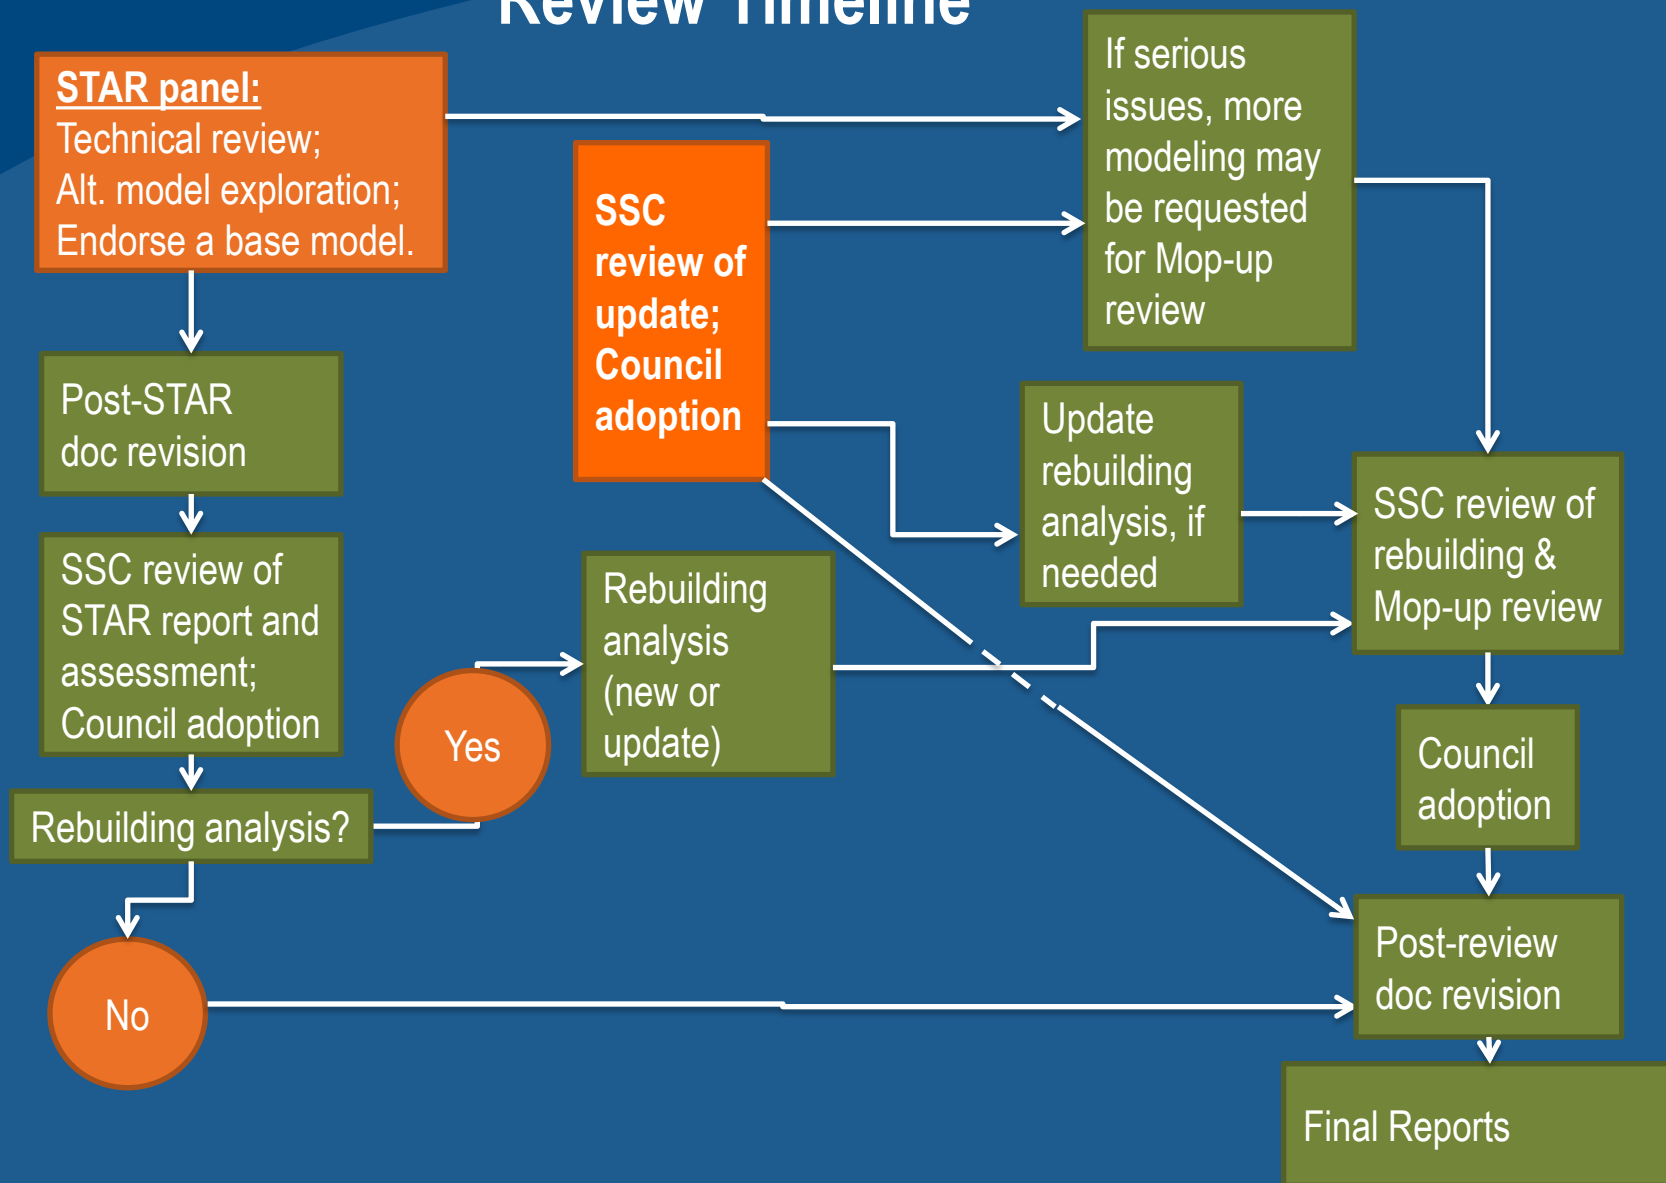 Review Timeline
STAR panel:
Technical review;
Alt. model exploration;
Endorse a base model.
Post-STAR
doc revision
SSC review of
STAR report and
assessment;
Council adoption
Rebuilding analysis?
Yes
No
SSC
review of
update;
Council
adoption
Rebuilding
analysis
(new or
update)
If serious
issues, more
modeling may
be requested
for Mop-up
review
Update
rebuilding
analysis, if
needed
SSC review of
rebuilding &
Mop-up review
Council
adoption
Post-review
doc revision
Final Reports